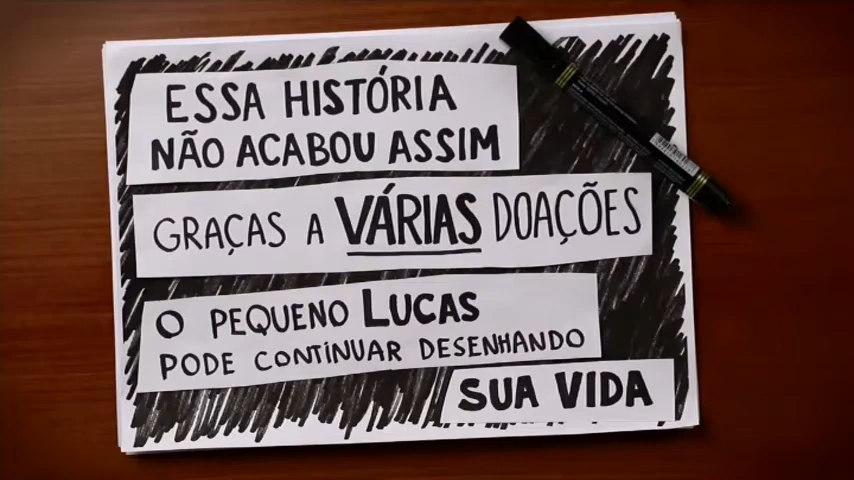 ESSA HISTÓRIA
NÃO ACABOU ASSIM
GRAÇAS A VÁRIAS DOAÇÕES
O PEQUENO LUCAS
PODE CONTINUAR DESENHANDO
SUA VIDA